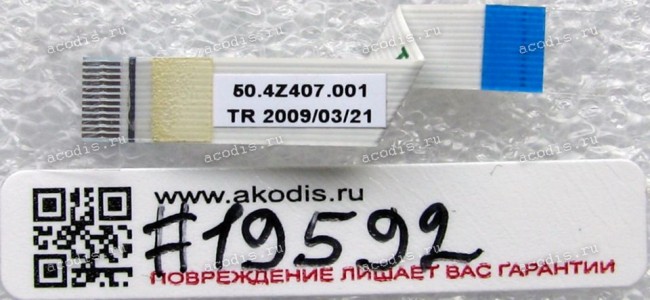 50.4Z407.001
TR 2009/03/21
www.akodis.ru
#19592
ПОВРЕЖДЕНИЕ ЛИШАЕТ ВАС ГАРАНТИИ